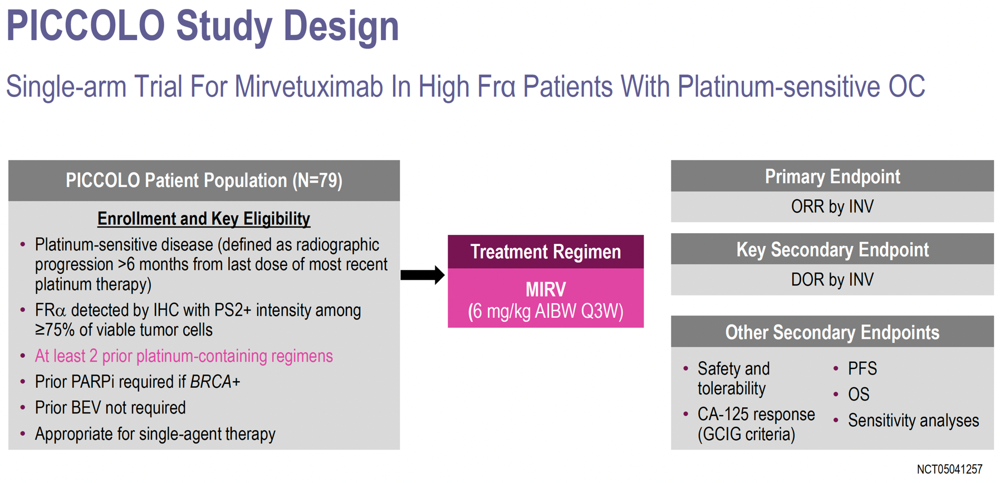 PICCOLO Study Design
Single-arm Trial For Mirvetuximab In High Frα Patients With Platinum-sensitive OC
PICCOLO Patient Population (N=79)
Enrollment and Key Eligibility
• Platinum-sensitive disease (defined as radiographic
progression >6 months from last dose of most recent
platinum therapy)
• FRα detected by IHC with PS2+ intensity among
≥75% of viable tumor cells
• At least 2 prior platinum-containing regimens
• Prior PARPi required if BRCA+
• Prior BEV not required
• Appropriate for single-agent therapy
Treatment Regimen
MIRV
(6 mg/kg AIBW Q3W)
Primary Endpoint
ORR by INV
Key Secondary Endpoint
DOR by INV
Other Secondary Endpoints
• Safety and
tolerability
• CA-125 response
(GCIG criteria)
• PFS
• OS
• Sensitivity analyses
NCT05041257